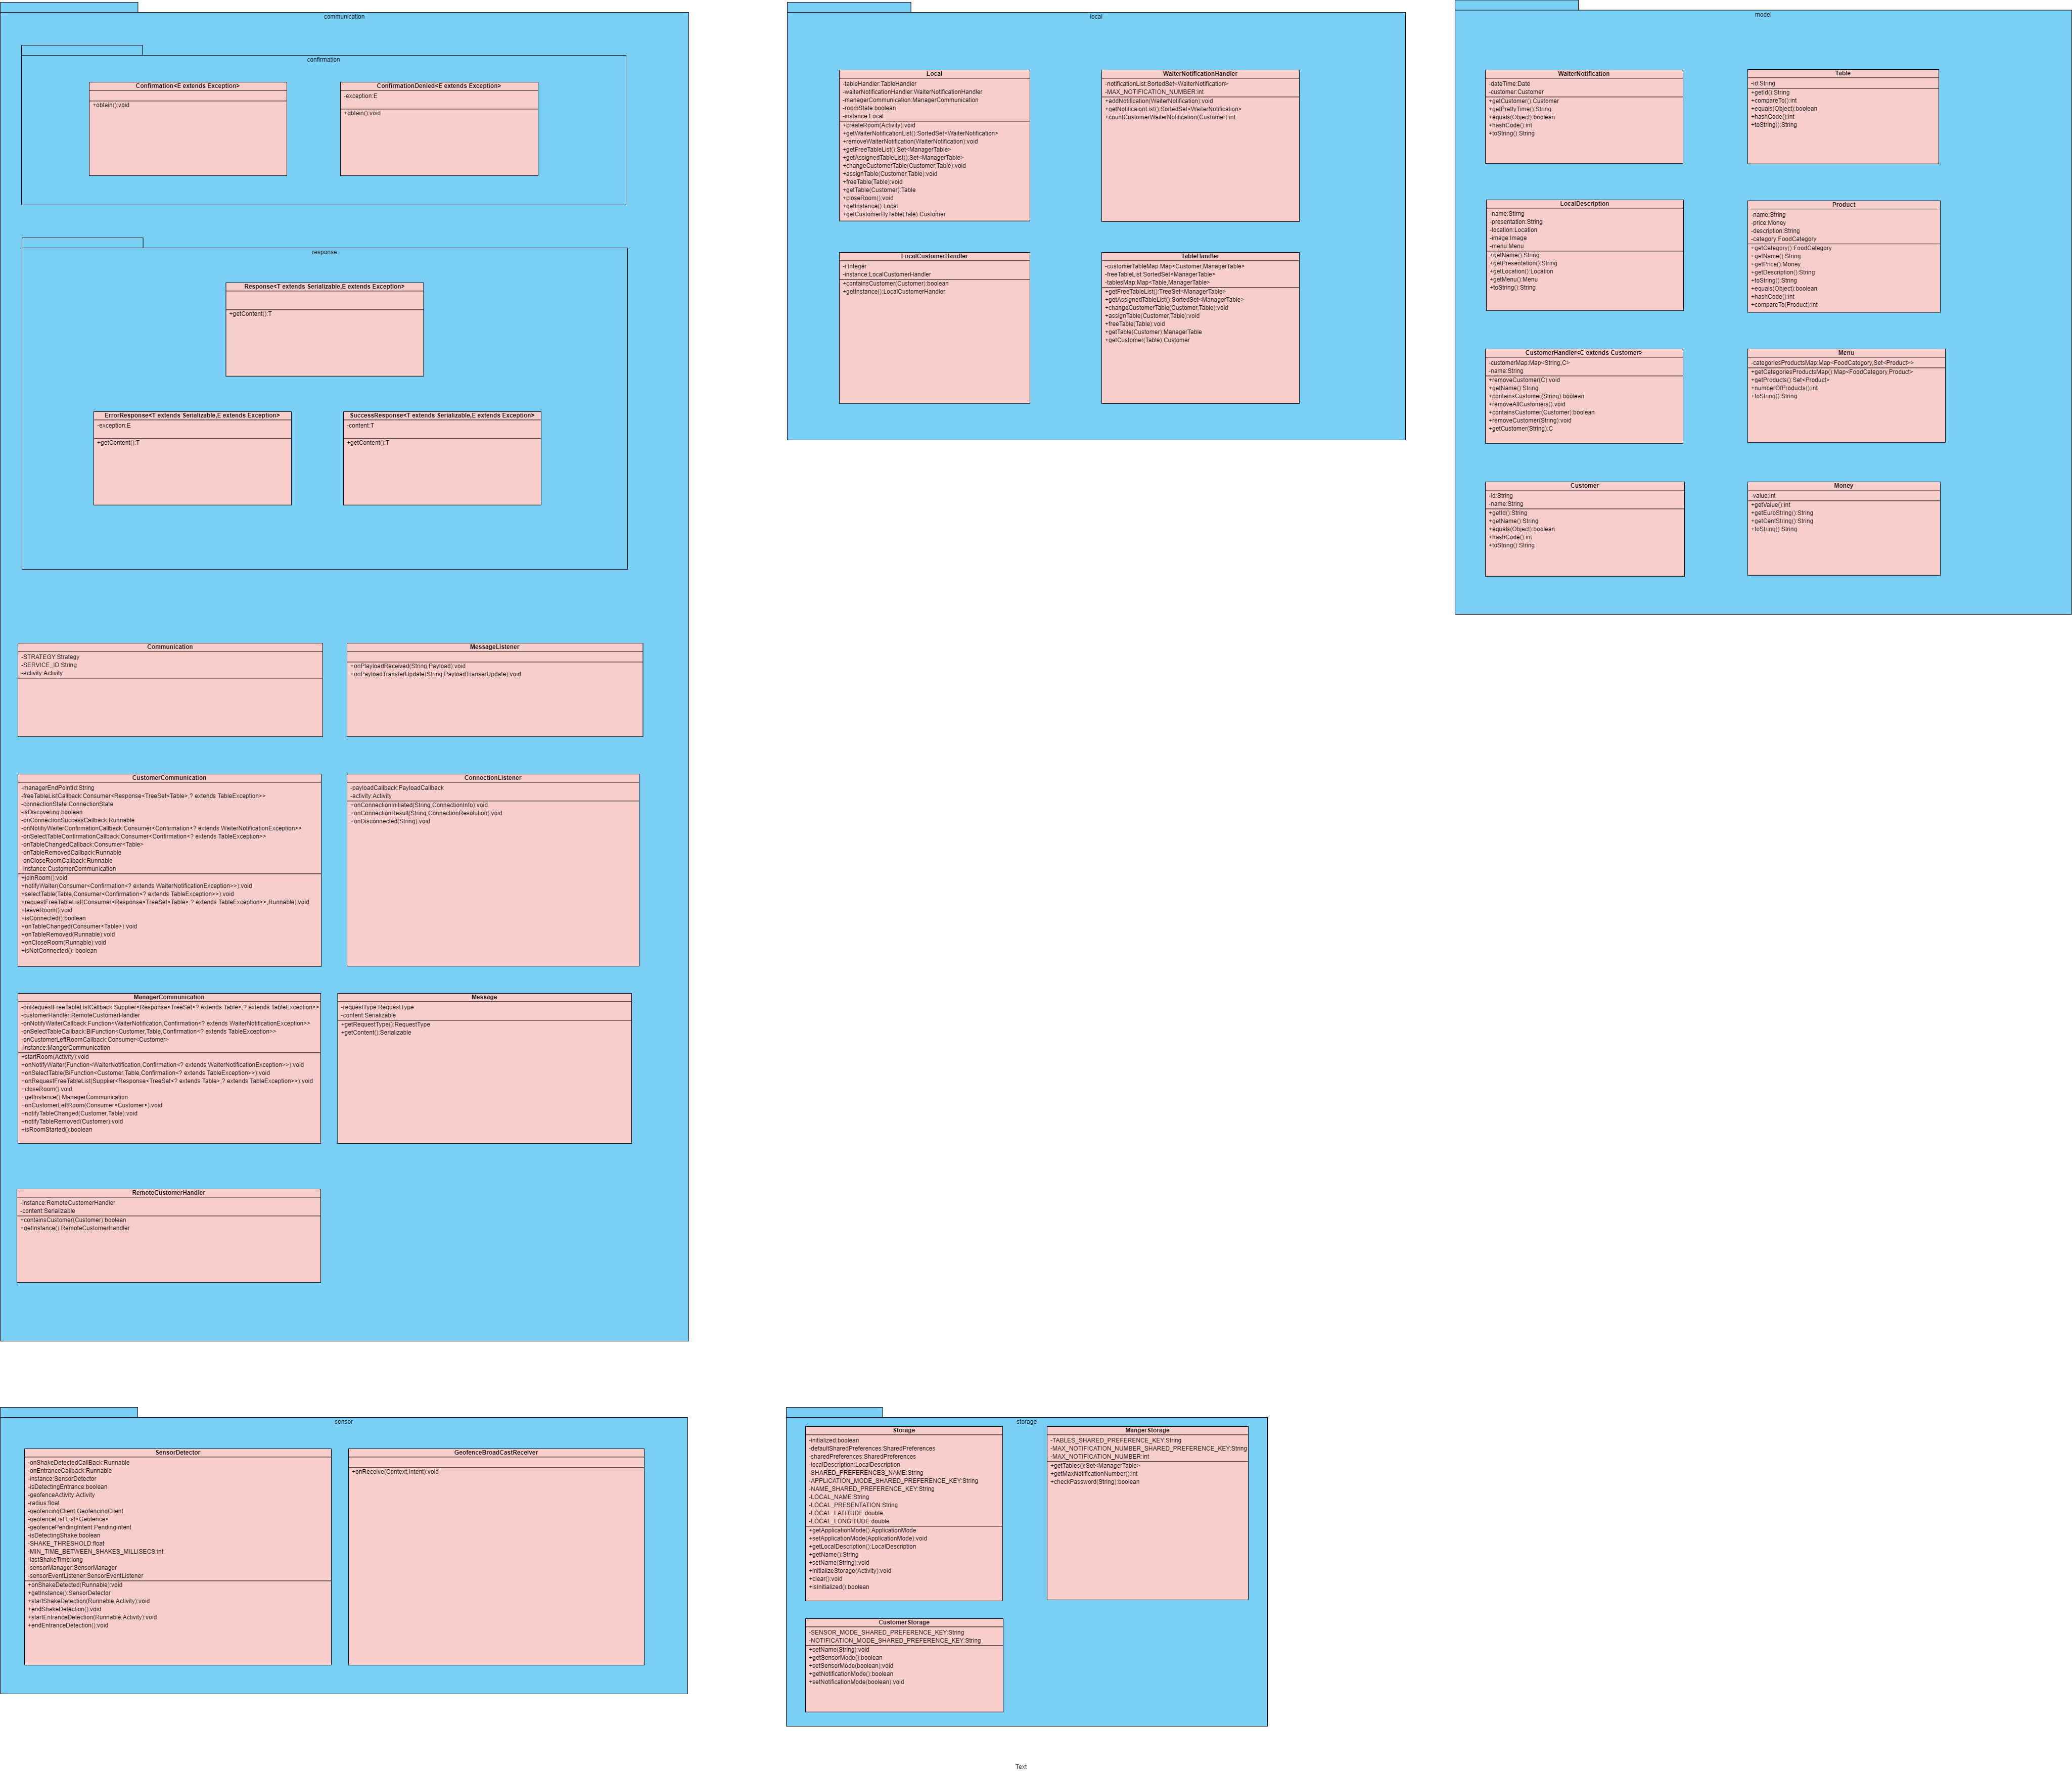 communication
confirmation
Confirmation<E extends Exception>
+obtain():void
ConfirmationDenied<E extends Exception>
-exception:E
+obtain():void
response
Response<T extends Serializable,E extends Exception>
+getContent():T
ErrorResponse<T extends Serializable,E extends Exception>
-exception:E
+getContent():T
SuccessResponse<T extends Serializable,E extends Exception>
-content:T
+getContent():T
Communication
-STRATEGY:Strategy
-SERVICE_ID:String
-activity:Activity
MessageListener
+onPlayloadReceived(String,Payload):void
+onPayloadTransferUpdate(String,PayloadTranserUpdate):void
CustomerCommunication
-managerEndPointId:String
-freeTableListCallback:Consumer<Response<TreeSet<Table>,? extends TableException>>
-connectionState:ConnectionState
-isDiscovering:boolean
-onConnectionSuccessCallback:Runnable
-onNotifiyWaiterConfirmationCallback:Consumer<Confirmation<? extends WaiterNotificationException>>
-onSelectTableConfirmationCallback:Consumer<Confirmation<? extends TableException>>
-onTableChangedCallback:Consumer<Table>
-onTableRemovedCallback:Runnable
-onCloseRoomCallback:Runnable
-instance:CustomerCommunication
+joinRoom():void
+notifyWaiter(Consumer<Confirmation<? extends WaiterNotificationException>>):void
+selectTable(Table,Consumer<Confirmation<? extends TableException>>):void
+requestFreeTableList(Consumer<Response<TreeSet<Table>,? extends TableException>>,Runnable):void
+leaveRoom():void
+isConnected():boolean
+onTableChanged(Consumer<Table>):void
+onTableRemoved(Runnable):void
+onCloseRoom(Runnable):void
+isNotConnected(): boolean
ConnectionListener
-payloadCallback:PayloadCallback
-activity:Activity
+onConnectionInitiated(String,ConnectionInfo):void
+onConnectionResult(String,ConnectionResolution):void
+onDisconnected(String):void
ManagerCommunication
-onRequestFreeTableListCallback:Supplier<Response<TreeSet<? extends Table>,? extends TableException>>
-customerHandler:RemoteCustomerHandler
-onNotifyWaiterCallback:Function<WaiterNotification,Confirmation<? extends WaiterNotificationException>>
-onSelectTableCallback:BiFunction<Customer,Table,Confirmation<? extends TableException>>
-onCustomerLeftRoomCallback:Consumer<Customer>
-instance:MangerCommunication
+startRoom(Activity):void
+onNotifyWaiter(Function<WaiterNotification,Confirmation<? extends WaiterNotificationException>>):void
+onSelectTable(BiFunction<Customer,Table,Confirmation<? extends TableException>>):void
+onRequestFreeTableList(Supplier<Response<TreeSet<? extends Table>,? extends TableException>>):void
+closeRoom():void
+getInstance():ManagerCommunication
+onCustomerLeftRoom(Consumer<Customer>):void
+notifyTableChanged(Customer,Table):void
+notifyTableRemoved(Customer):void
+isRoomStarted():boolean
Message
-requestType:RequestType
-content:Serializable
+getRequestType():RequestType
+getContent():Serializable
RemoteCustomerHandler
-instance:RemoteCustomerHandler
-content:Serializable
+containsCustomer(Customer):boolean
+getInstance():RemoteCustomerHandler
local
Local
-tableHandler:TableHandler
-waiterNotificationHandler:WaiterNotificationHandler
-managerCommunication:ManagerCommunication
-roomState:boolean
-instance:Local
+createRoom(Activity):void
+getWaiterNotificationList():SortedSet<WaiterNotification>
+removeWaiterNotification(WaiterNotification):void
+getFreeTableList():Set<ManagerTable>
+getAssignedTableList():Set<ManagerTable>
+changeCustomerTable(Customer,Table):void
+assignTable(Customer,Table):void
+freeTable(Table):void
+getTable(Customer):Table
+closeRoom():void
+getInstance():Local
+getCustomerByTable(Tale):Customer
WaiterNotificationHandler
-notificationList:SortedSet<WaiterNotification>
-MAX_NOTIFICATION_NUMBER:int
+addNotification(WaiterNotification):void
+getNotificaionList():SortedSet<WaiterNotification>
+countCustomerWaiterNotification(Customer):int
LocalCustomerHandler
-i:Integer
-instance:LocalCustomerHandler
+containsCustomer(Customer):boolean
+getInstance():LocalCustomerHandler
TableHandler
-customerTableMap:Map<Customer,ManagerTable>
-freeTableList:SortedSet<ManagerTable>
-tablesMap:Map<Table,ManagerTable>
+getFreeTableList():TreeSet<ManagerTable>
+getAssignedTableList():SortedSet<ManagerTable>
+changeCustomerTable(Customer,Table):void
+assignTable(Customer,Table):void
+freeTable(Table):void
+getTable(Customer):ManagerTable
+getCustomer(Table):Customer
model
WaiterNotification
-dateTime:Date
-customer:Customer
+getCustomer():Customer
+getPrettyTime():String
+equals(Object):boolean
+hashCode():int
+toString():String
Table
-id:String
+getId():String
+compareTo():int
+equals(Object):boolean
+hashCode():int
+toString():String
LocalDescription
-name:Stirng
-presentation:String
-location:Location
-image:Image
-menu:Menu
+getName():String
+getPresentation():String
+getLocation():Location
+getMenu():Menu
+toString():String
Product
-name:String
-price:Money
-description:String
-category:FoodCategory
+getCategory():FoodCategory
+getName():String
+getPrice():Money
+getDescription():String
+toString():String
+equals(Object):boolean
+hashCode():int
+compareTo(Product):int
CustomerHandler<C extends Customer>
-customerMap:Map<String,C>
-name:String
+removeCustomer(C):void
+getName():String
+containsCustomer(String):boolean
+removeAllCustomers():void
+containsCustomer(Customer):boolean
+removeCustomer(String):void
+getCustomer(String):C
Menu
-categoriesProductsMap:Map<FoodCategory,Set<Product>>
+getCategoriesProductsMap():Map<FoodCategory,Product>
+getProducts():Set<Product>
+numberOfProducts():int
+toString():String
Customer
-id:String
-name:String
+getId():String
+getName():String
+equals(Object):boolean
+hashCode():int
+toString():String
Money
-value:int
+getValue():int
+getEuroString():String
+getCentString():String
+toString():String
sensor
SensorDetector
-onShakeDetectedCallBack:Runnable
-onEntranceCallback:Runnable
-instance:SensorDetector
-isDetectingEntrance:boolean
-geofenceActivity:Activity
-radius:float
-geofencingClient:GeofencingClient
-geofenceList:List<Geofence>
-geofencePendingIntent:PendingIntent
-isDetectingShake:boolean
-SHAKE_THRESHOLD:float
-MIN_TIME_BETWEEN_SHAKES_MILLISECS:int
-lastShakeTime:long
-sensorManager:SensorManager
-sensorEventListener:SensorEventListener
+onShakeDetected(Runnable):void
+getInstance():SensorDetector
+startShakeDetection(Runnable,Activity):void
+endShakeDetection():void
+startEntranceDetection(Runnable,Activity):void
+endEntranceDetection():void
GeofenceBroadCastReceiver
+onReceive(Context,Intent):void
storage
Storage
-initialized:boolean
-defaultSharedPreferences:SharedPreferences
-sharedPreferences:SharedPreferences
-localDescription:LocalDescription
-SHARED_PREFERENCES_NAME:String
-APPLICATION_MODE_SHARED_PREFERENCE_KEY:String
-NAME_SHARED_PREFERENCE_KEY:String
-LOCAL_NAME:String
-LOCAL_PRESENTATION:String
-LOCAL_LATITUDE:double
-LOCAL_LONGITUDE:double
+getApplicationMode():ApplicationMode
+setApplicationMode(ApplicationMode):void
+getLocalDescription():LocalDescription
+getName():String
+setName(String):void
+initializeStorage(Activity):void
+clear():void
+isInitialized():boolean
MangerStorage
-TABLES_SHARED_PREFERENCE_KEY:String
-MAX_NOTIFICATION_NUMBER_SHARED_PREFERENCE_KEY:String
-MAX_NOTIFICATION_NUMBER:int
+getTables():Set<ManagerTable>
+getMaxNotificationNumber():int
+checkPassword(String):boolean
CustomerStorage
-SENSOR_MODE_SHARED_PREFERENCE_KEY:String
-NOTIFICATION_MODE_SHARED_PREFERENCE_KEY:String
+setName(String):void
+getSensorMode():boolean
+setSensorMode(boolean):void
+getNotificationMode():boolean
+setNotificationMode(boolean):void
Text